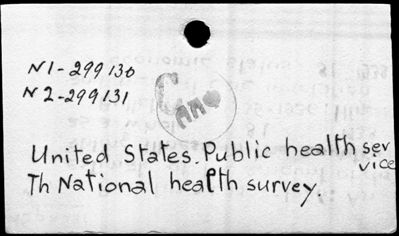 N1-299130
N2-299131
United States. Public health service
Th National health survey.